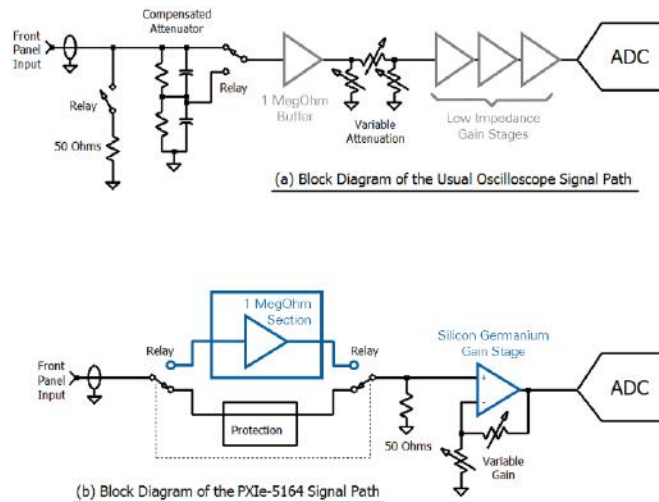 Compensated
Attenuator
Front
Panel
Input
Relay
50 Ohms
Relay
1 MegOhm
Buffer
Variable
Attenuation
Low Impedance
Gain Stages
ADC
(a) Block Diagram of the Usual Oscilloscope Signal Path
1 MegOhm
Section
Relay
Relay
Silicon Germanium
Gain Stage
Front
Panel
Input
Protection
50 Ohms
+
-
Variable
Gain
ADC
(b) Block Diagram of the PXIe-5164 Signal Path